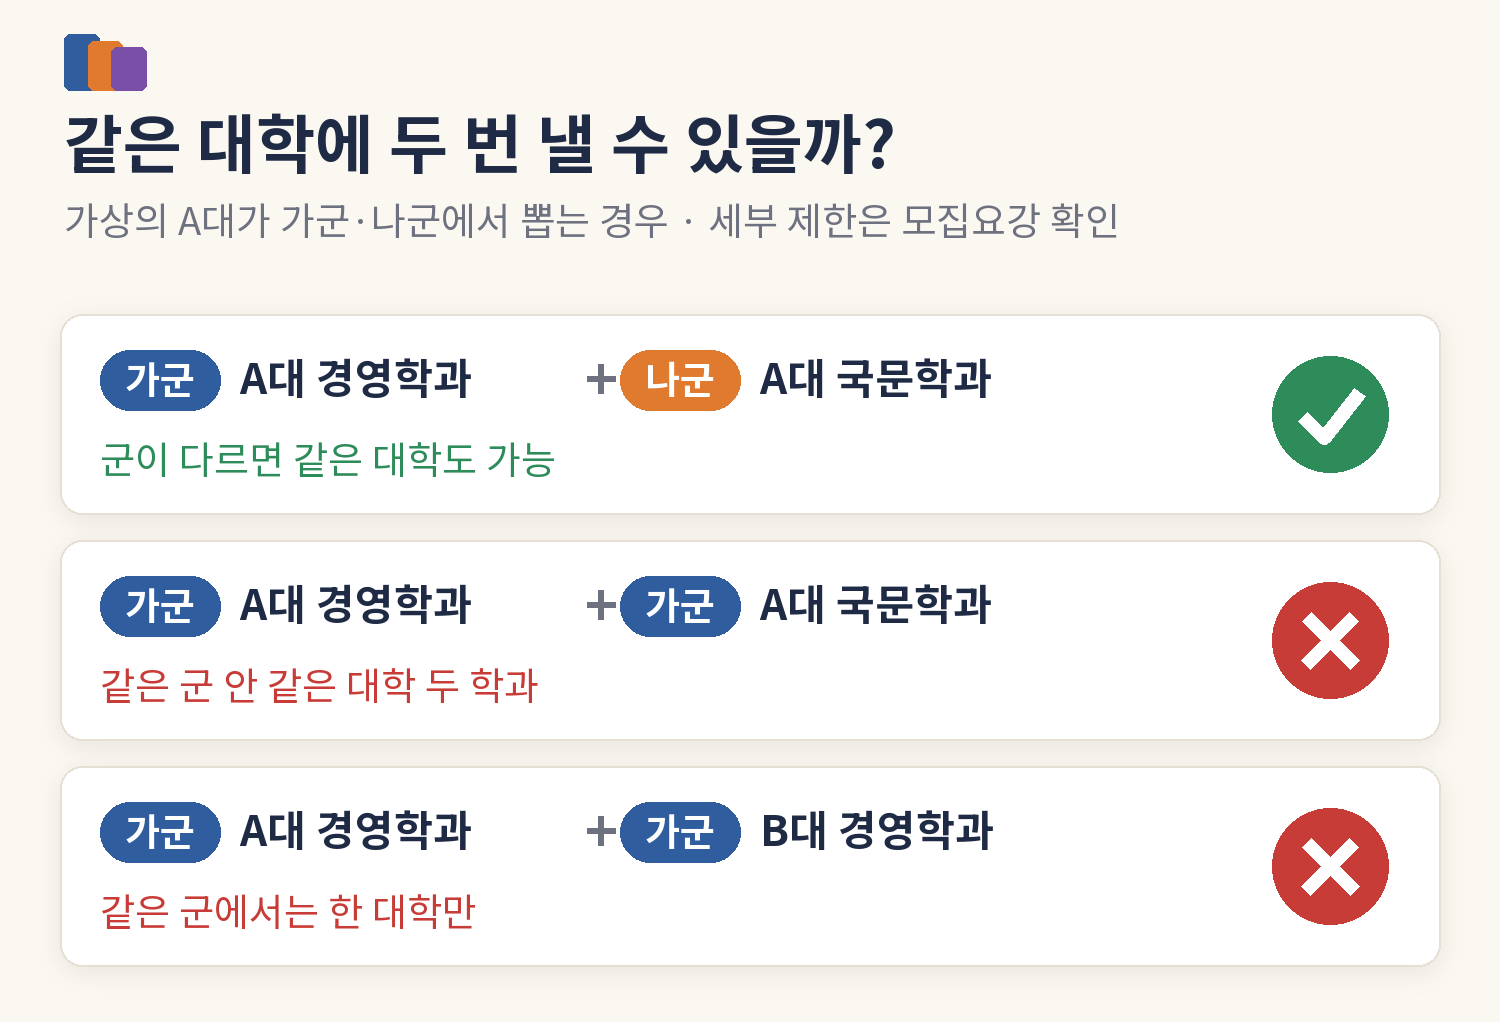 같은 대학에 두 번 낼 수 있을까?
가상의 A대가 가군·나군에서 뽑는 경우 · 세부 제한은 모집요강 확인
가군 A대 경영학과 + 나군 A대 국문학과
군이 다르면 같은 대학도 가능
가군 A대 경영학과 + 가군 A대 국문학과
같은 군 안 같은 대학 두 학과
가군 A대 경영학과 + 가군 B대 경영학과
같은 군에서는 한 대학만